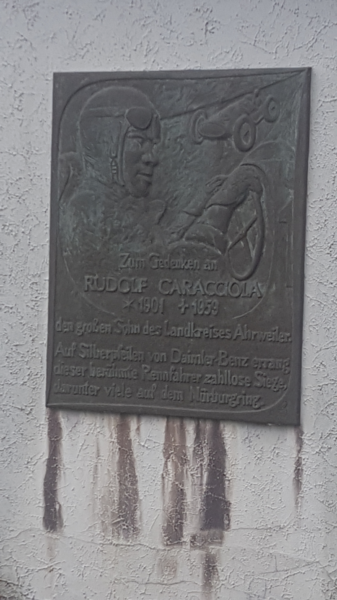 Zum Gedenken an
RUDOLF CARACCIOLA
* 1901 ✝ 1959
den großen Sohn des Landkreises Ahrweiler.
Auf Silberpfeilen von Daimler-Benz errang
dieser berühmte Rennfahrer zahllose Siege,
darunter viele auf dem Nürburgring.